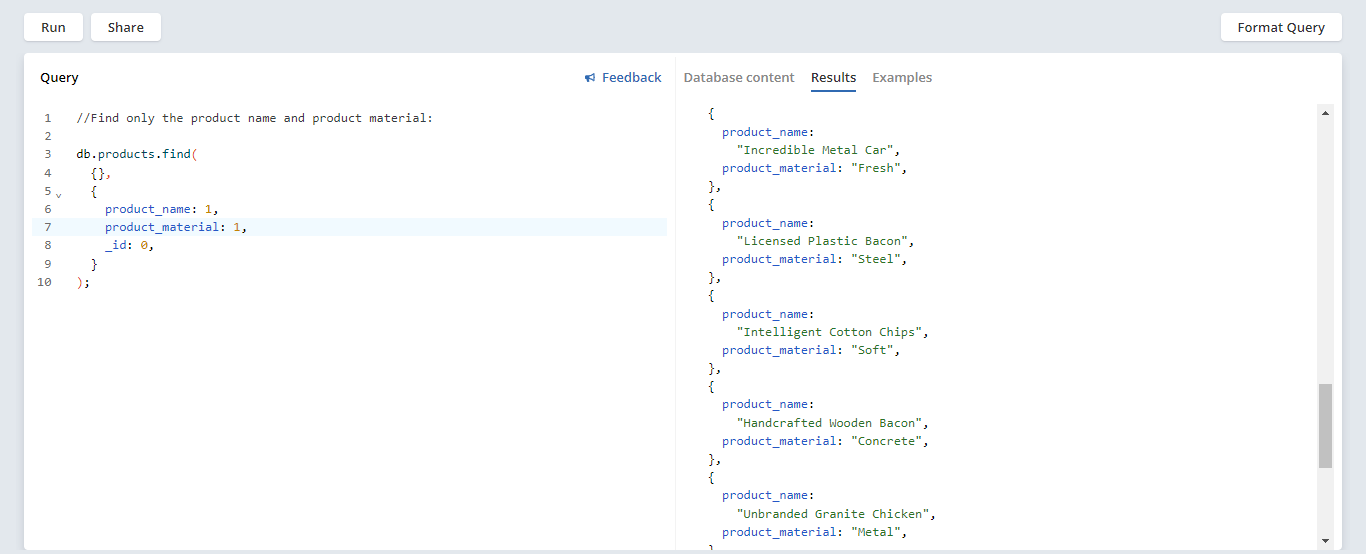 Run Share Format Query
Query Feedback
1 //Find only the product name and product material:
2
3 db.products.find(
4   {},
5   {
6     product_name: 1,
7     product_material: 1,
8     _id: 0,
9   }
10 );
Database content Results Examples
{
  product_name:
    "Incredible Metal Car",
  product_material: "Fresh",
},
{
  product_name:
    "Licensed Plastic Bacon",
  product_material: "Steel",
},
{
  product_name:
    "Intelligent Cotton Chips",
  product_material: "Soft",
},
{
  product_name:
    "Handcrafted Wooden Bacon",
  product_material: "Concrete",
},
{
  product_name:
    "Unbranded Granite Chicken",
  product_material: "Metal",
}